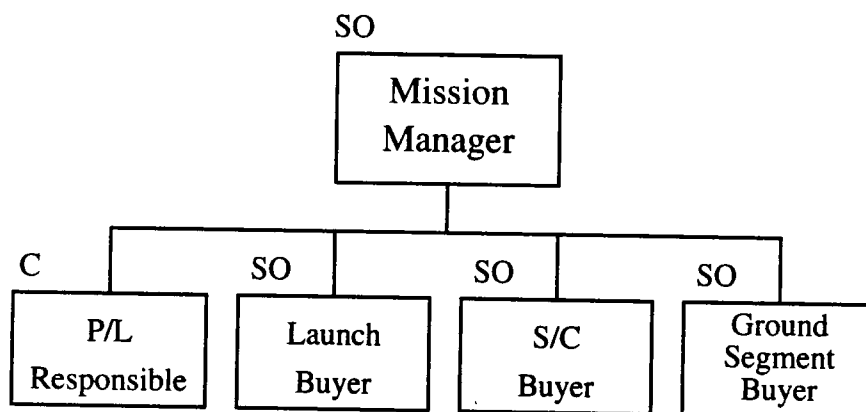 SO
Mission
Manager
C
SO
SO
SO
P/L
Responsible
Launch
Buyer
S/C
Buyer
Ground
Segment
Buyer